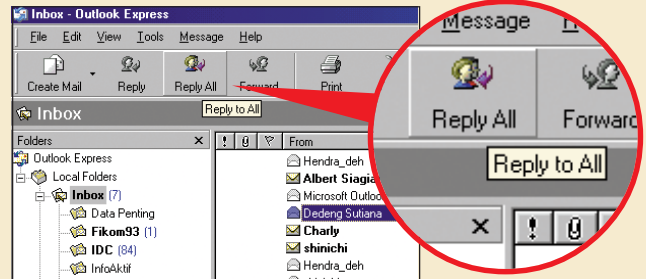 Inbox - Outlook Express
File Edit View Tools Message Help
Create Mail Reply Reply All Forward Print
Reply to All
Inbox
Folders X ! From
Outlook Express
Local Folders
Inbox (7)
Data Penting
Fikom93 (1)
IDC (84)
InfoAktif
Hendra_deh
Albert Siagia
Microsoft Outloo
Dedeng Sutiana
Charly
shinichi
Hendra_deh
Message
Reply All Forward
Reply to All
X !